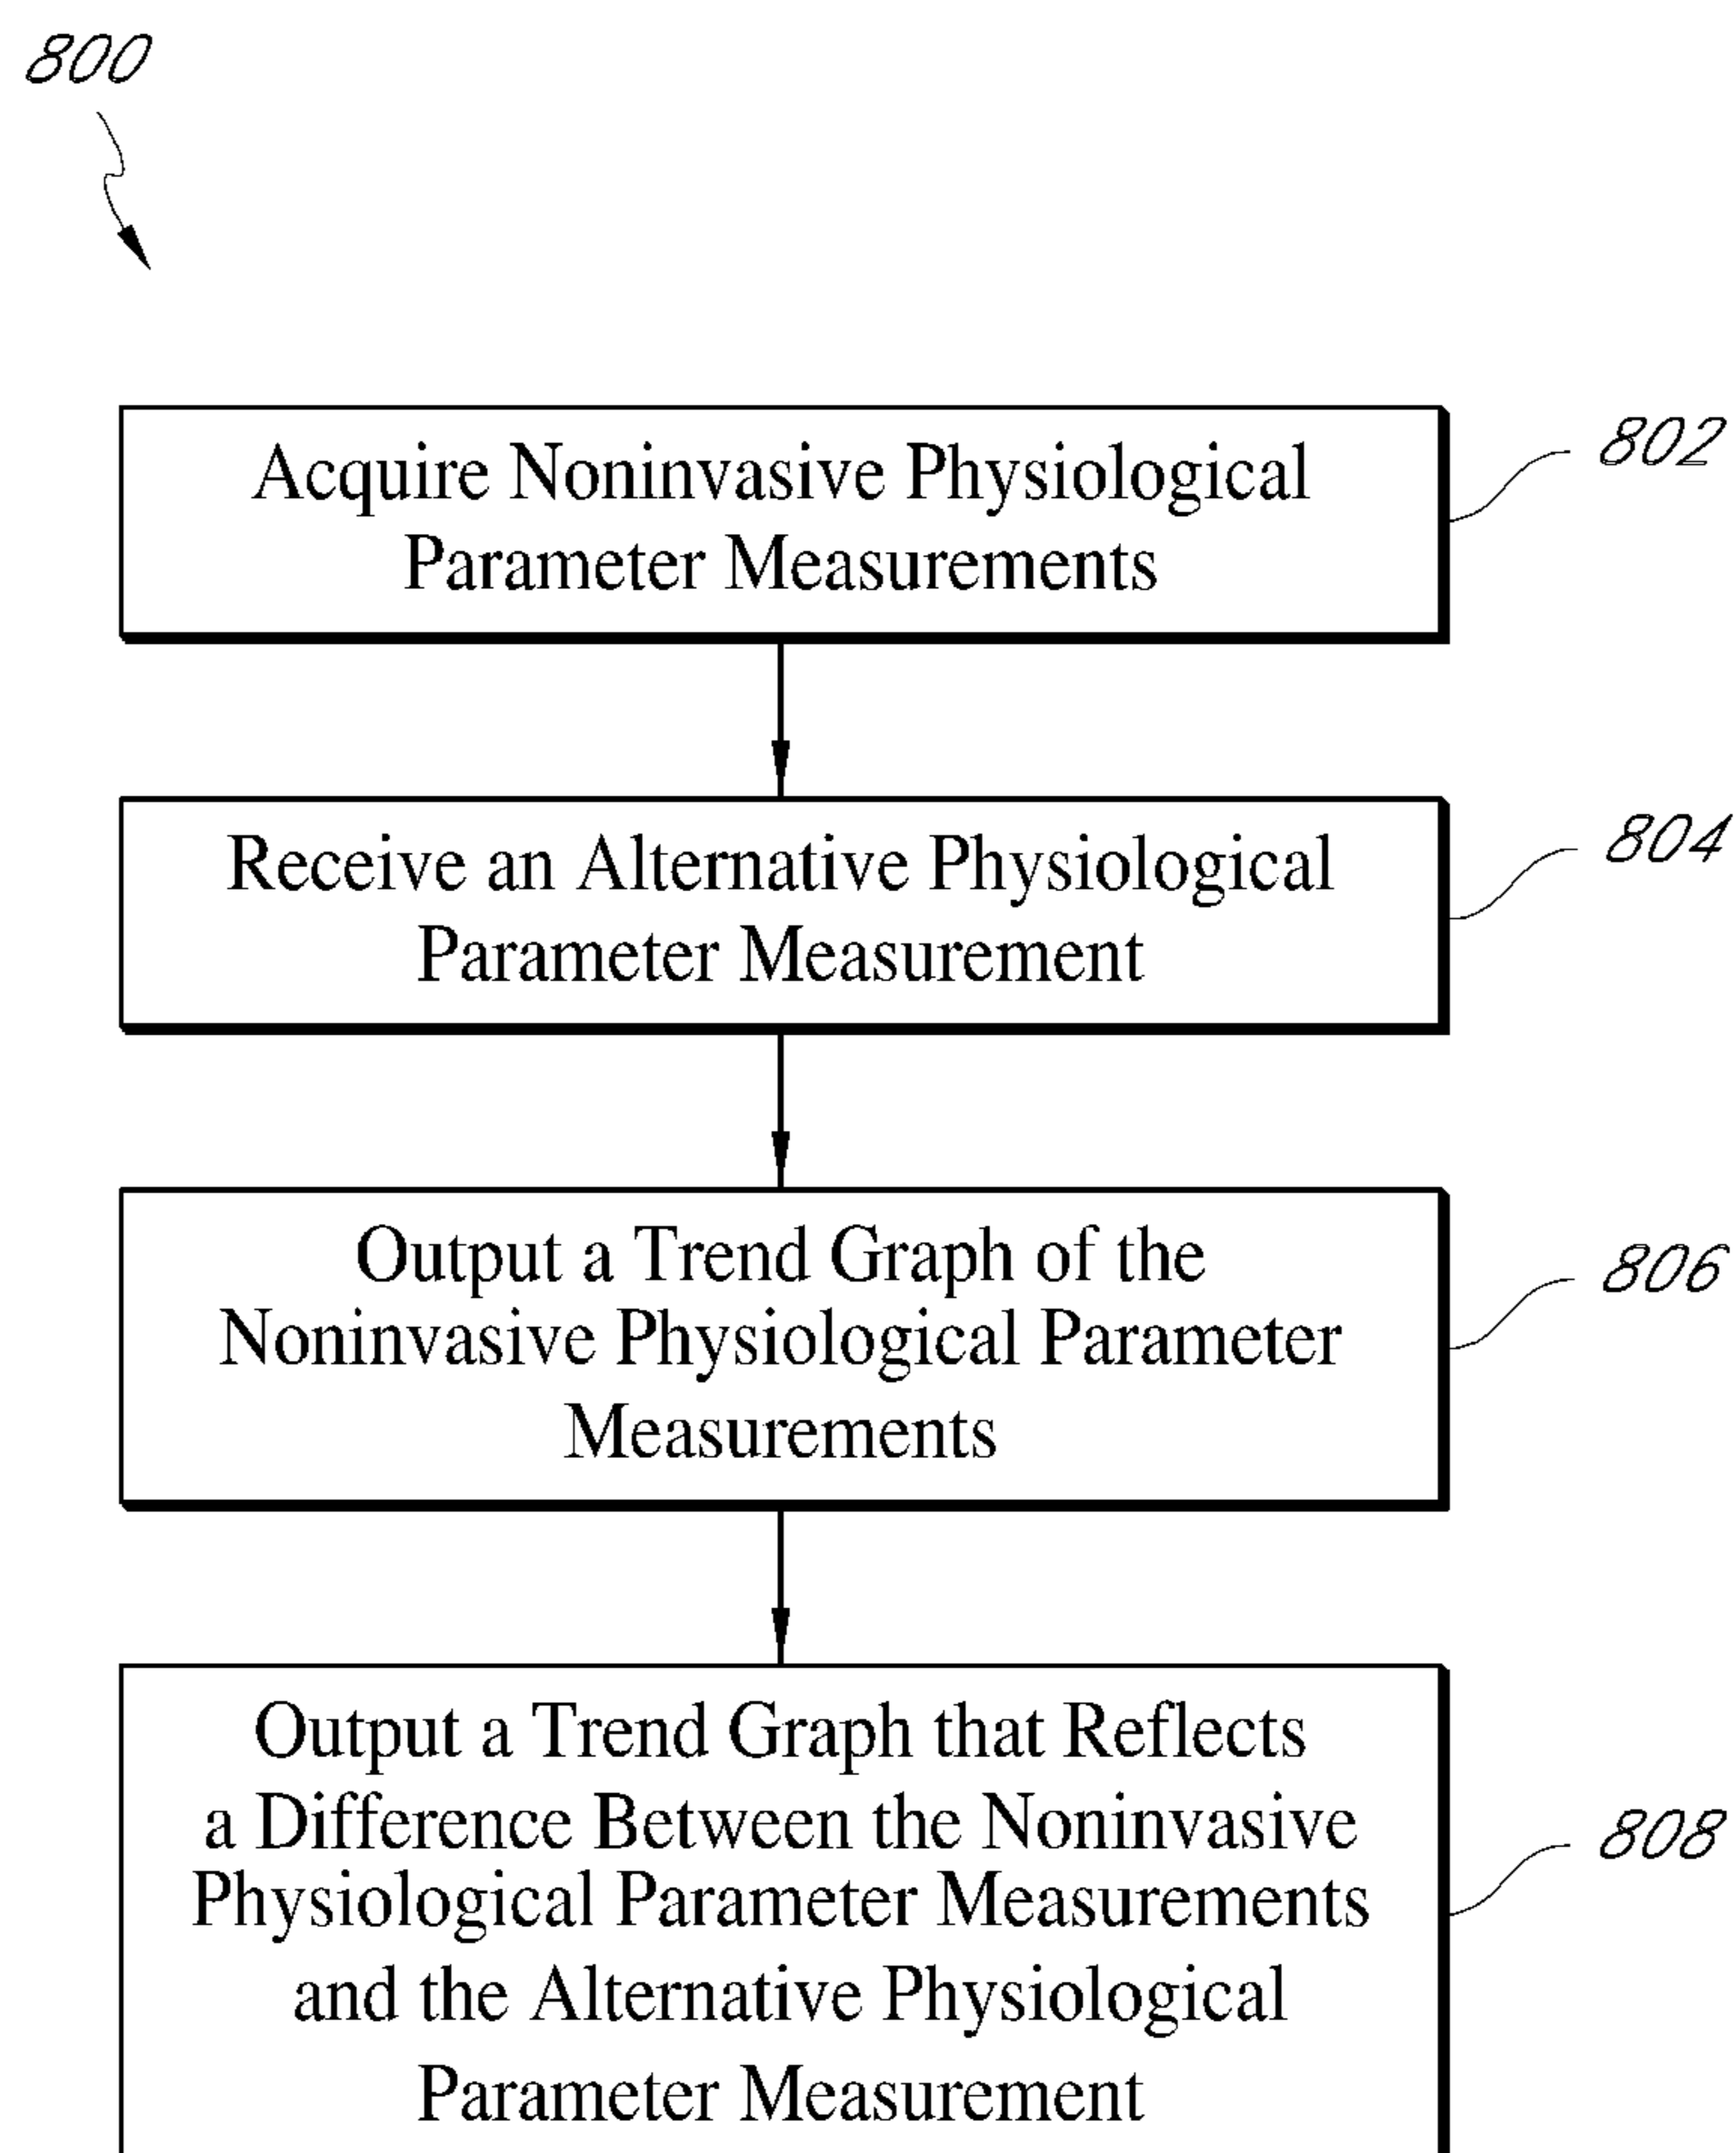 800
Acquire Noninvasive Physiological
Parameter Measurements
802
Receive an Alternative Physiological
Parameter Measurement
804
Output a Trend Graph of the
Noninvasive Physiological Parameter
Measurements
806
Output a Trend Graph that Reflects
a Difference Between the Noninvasive
Physiological Parameter Measurements
and the Alternative Physiological
Parameter Measurement
808